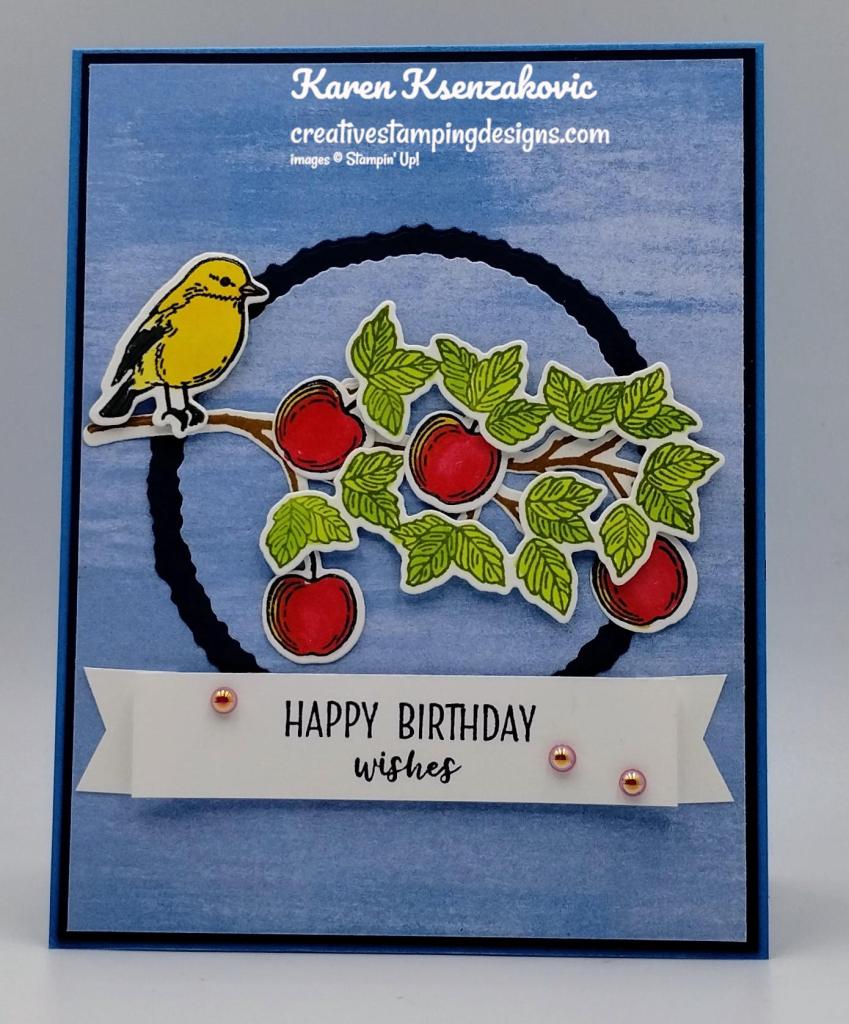 Karen Ksenzakovic
creativestampingdesigns.com
images © Stampin' Up!
HAPPY BIRTHDAY
wishes